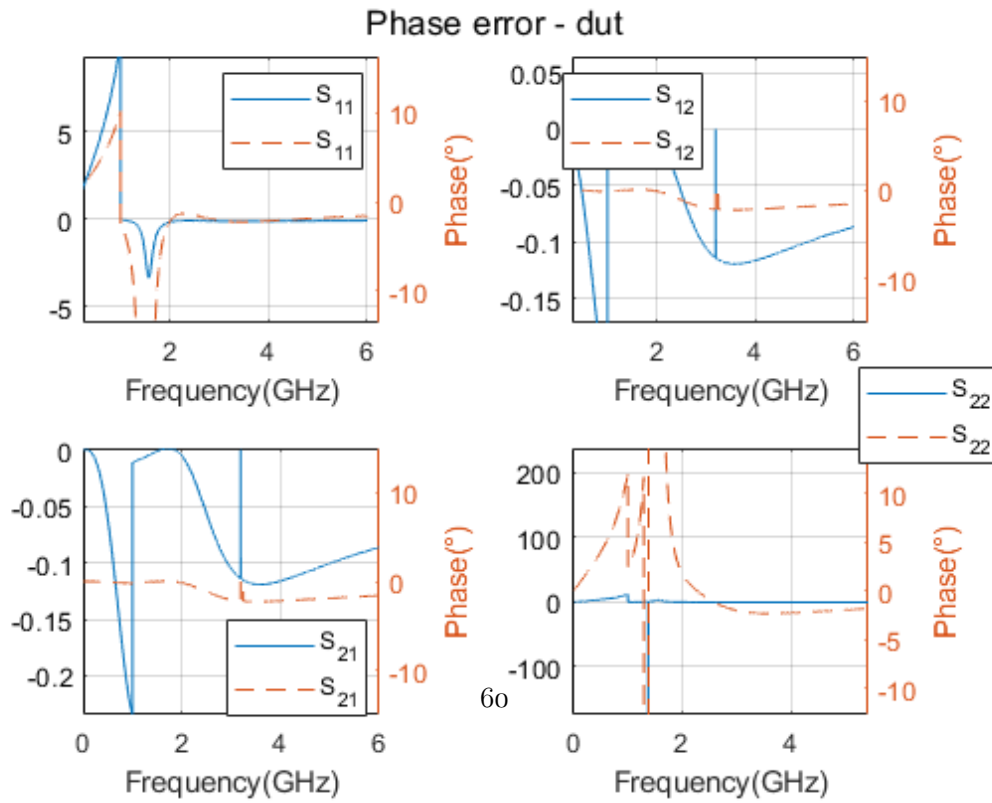 Phase error - dut
5
0
-5
2
4
6
Frequency(GHz)
10
0
-10
Phase(°)
S11
S11
0.05
0
-0.05
-0.1
-0.15
2
4
6
Frequency(GHz)
10
0
-10
Phase(°)
S12
S12
0
-0.05
-0.1
-0.15
-0.2
0
2
4
6
Frequency(GHz)
10
0
-10
Phase(°)
S21
S21
60
200
100
0
-100
0
2
4
Frequency(GHz)
10
5
0
-5
-10
Phase(°)
S22
S22